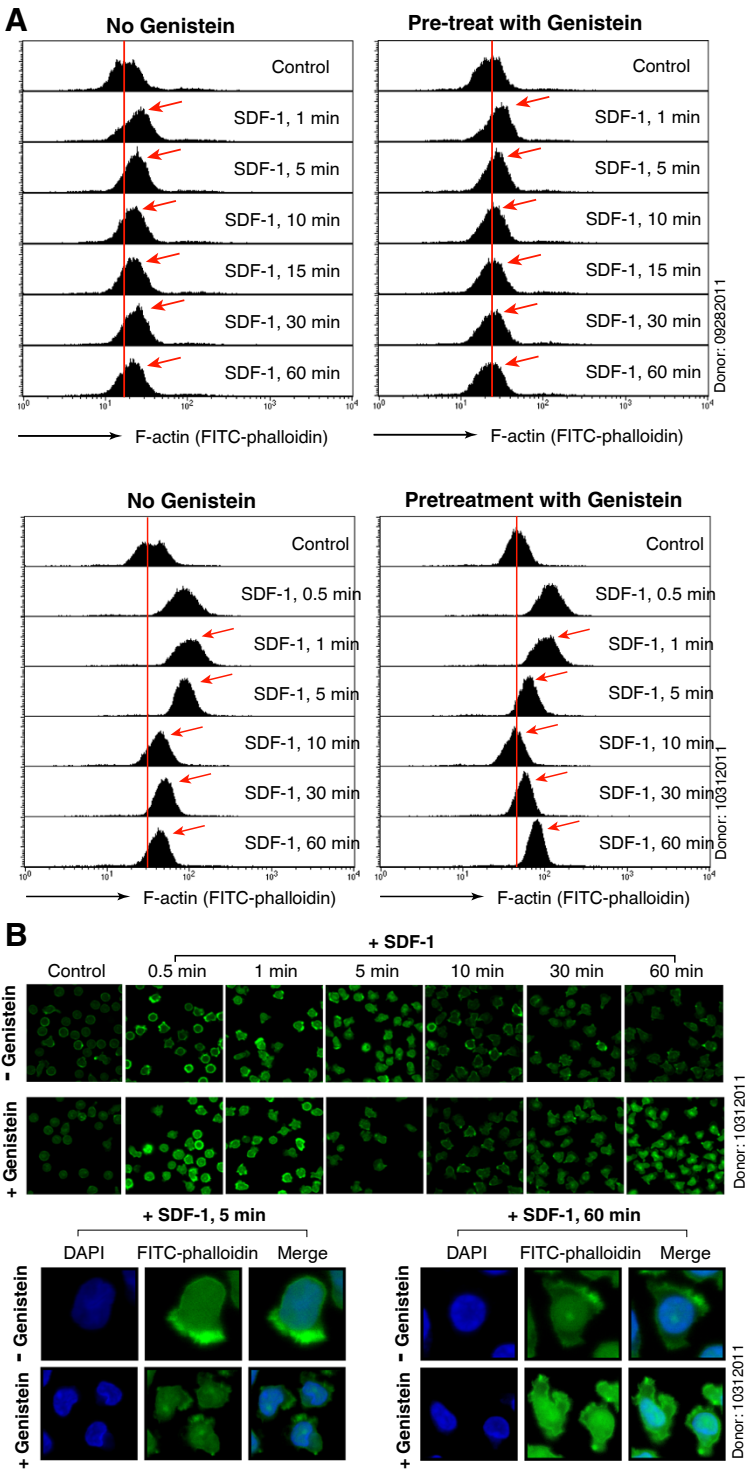 A
No Genistein
Control
SDF-1, 1 min
SDF-1, 5 min
SDF-1, 10 min
SDF-1, 15 min
SDF-1, 30 min
SDF-1, 60 min
10⁰ 10¹ 10² 10³ 10⁴
F-actin (FITC-phalloidin)
Pre-treat with Genistein
Control
SDF-1, 1 min
SDF-1, 5 min
SDF-1, 10 min
SDF-1, 15 min
SDF-1, 30 min
SDF-1, 60 min
10⁰ 10¹ 10² 10³ 10⁴
F-actin (FITC-phalloidin)
Donor: 09282011
No Genistein
Control
SDF-1, 0.5 min
SDF-1, 1 min
SDF-1, 5 min
SDF-1, 10 min
SDF-1, 30 min
SDF-1, 60 min
10⁰ 10¹ 10² 10³ 10⁴
F-actin (FITC-phalloidin)
Pretreatment with Genistein
Control
SDF-1, 0.5 min
SDF-1, 1 min
SDF-1, 5 min
SDF-1, 10 min
SDF-1, 30 min
SDF-1, 60 min
10⁰ 10¹ 10² 10³ 10⁴
F-actin (FITC-phalloidin)
Donor: 10312011
B
+ SDF-1
Control 0.5 min 1 min 5 min 10 min 30 min 60 min
- Genistein
+ Genistein
Donor: 10312011
+ SDF-1, 5 min
DAPI FITC-phalloidin Merge
- Genistein
+ Genistein
+ SDF-1, 60 min
DAPI FITC-phalloidin Merge
- Genistein
+ Genistein
Donor: 10312011